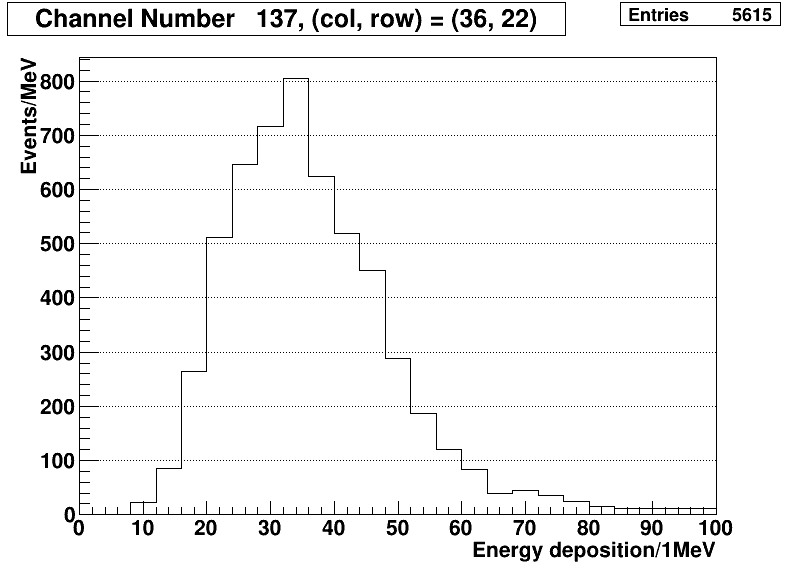 Channel Number 137, (col, row) = (36, 22)
Entries 5615
Events/MeV
800
700
600
500
400
300
200
100
0
0 10 20 30 40 50 60 70 80 90 100
Energy deposition/1MeV